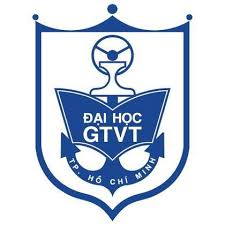 ĐẠI HỌC
GTVT
TP. HỒ CHÍ MINH